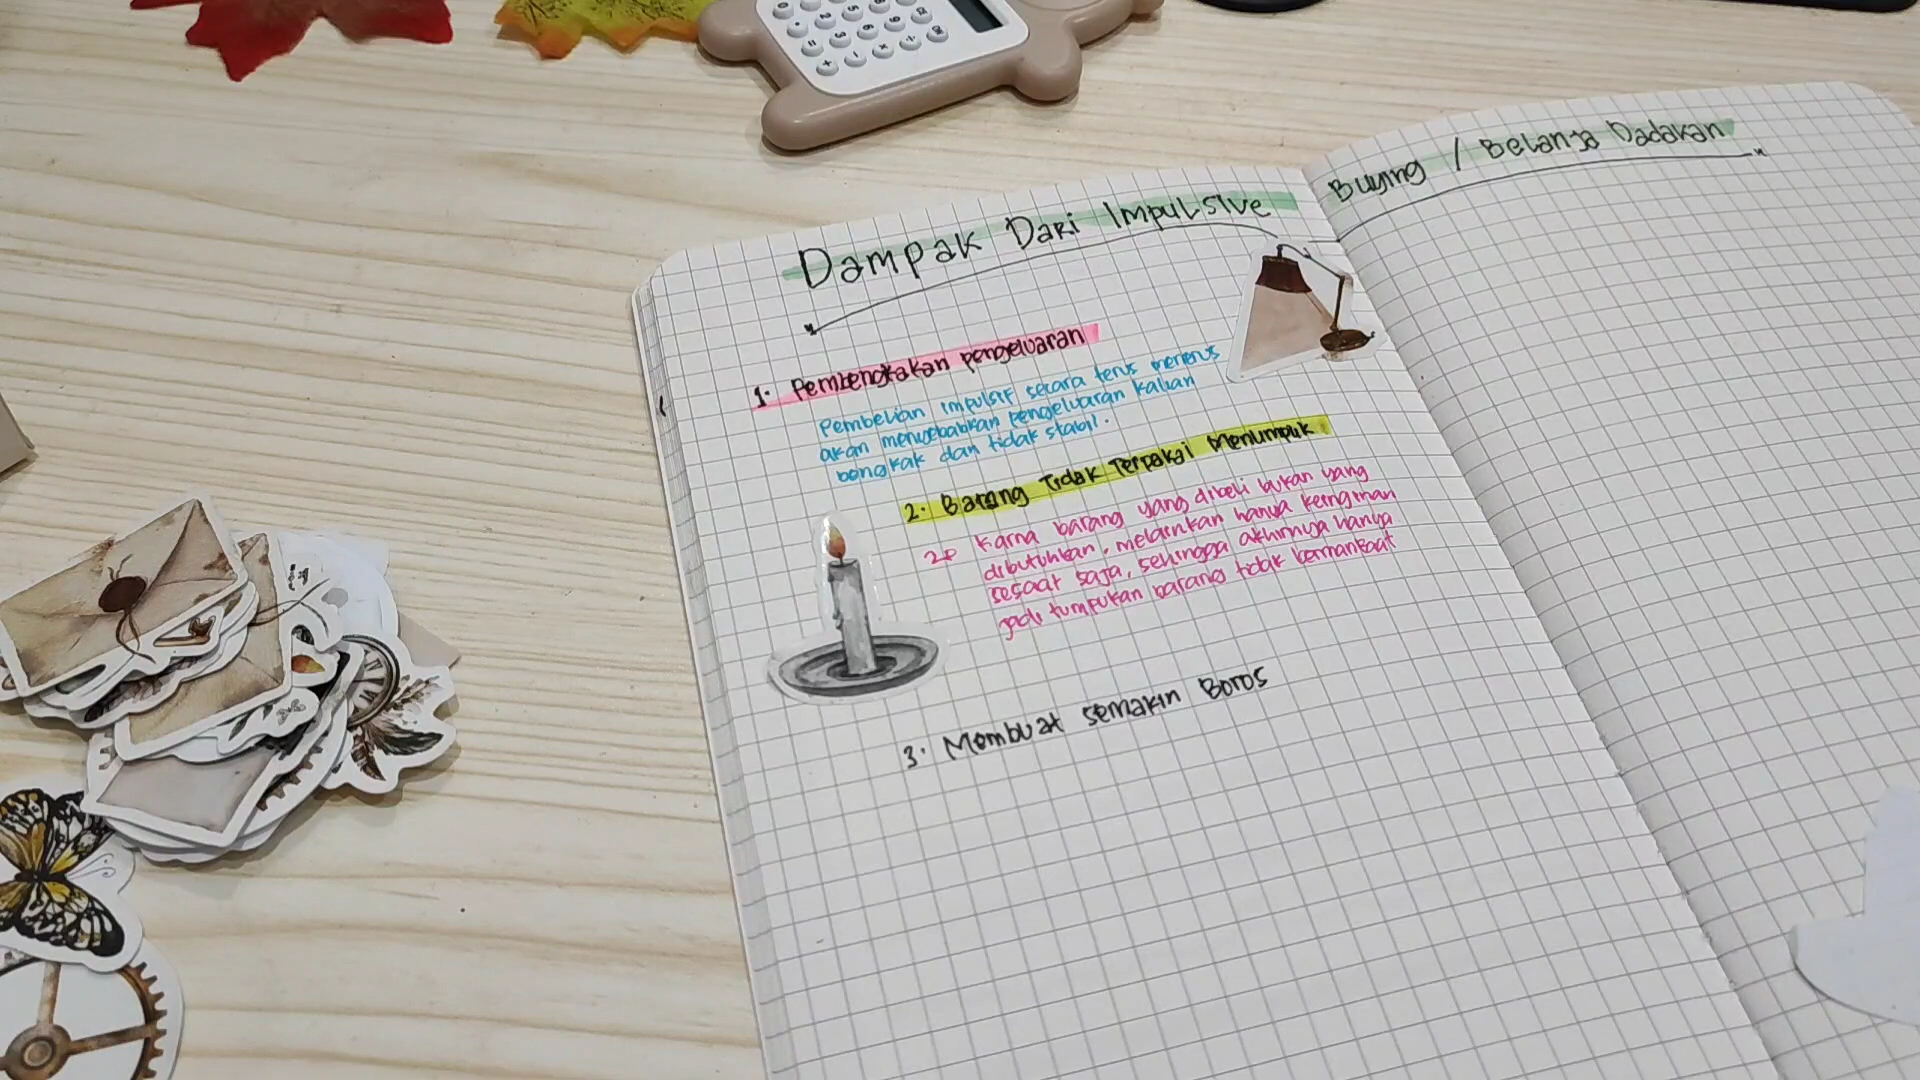 Dampak Dari Impulsive Buying / Belanja Dadakan
1. Pembengkakan pengeluaran
Pembelian impulsif secara terus menerus
akan menyebabkan pengeluaran kalian
bengkak dan tidak stabil.
2. Barang Tidak Terpakai Menumpuk
Karna barang yang dibeli bukan yang
dibutuhkan, melainkan hanya keinginan
sesaat saja, sehingga akhirnya hanya
jadi tumpukan barang tidak bermanfaat
3. Membuat semakin Boros